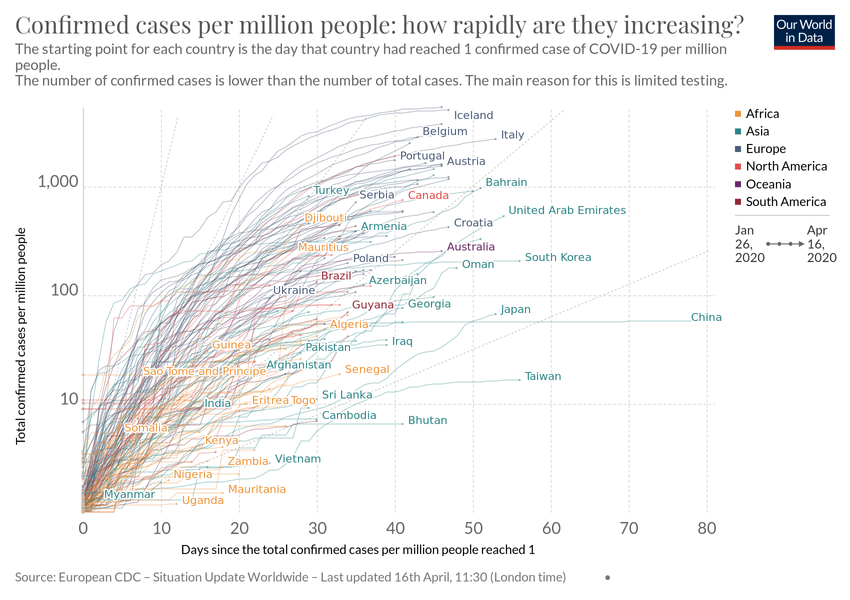 Confirmed cases per million people: how rapidly are they increasing?
Our World
in Data
The starting point for each country is the day that country had reached 1 confirmed case of COVID-19 per million
people.
The number of confirmed cases is lower than the number of total cases. The main reason for this is limited testing.
Africa
Asia
Europe
North America
Oceania
South America
Jan
26,
2020
Apr
16,
2020
Total confirmed cases per million people
1,000
100
10
Iceland
Belgium
Italy
Portugal
Austria
Turkey
Serbia
Canada
Bahrain
Djibouti
Armenia
United Arab Emirates
Croatia
Mauritius
Australia
Poland
Oman
South Korea
Brazil
Azerbaijan
Ukraine
Guyana
Georgia
Japan
China
Algeria
Guinea
Pakistan
Iraq
Sao Tome and Principe
Afghanistan
Senegal
Taiwan
India
Eritrea
Togo
Sri Lanka
Cambodia
Bhutan
Somalia
Kenya
Zambia
Vietnam
Nigeria
Myanmar
Mauritania
Uganda
0 10 20 30 40 50 60 70 80
Days since the total confirmed cases per million people reached 1
Source: European CDC – Situation Update Worldwide – Last updated 16th April, 11:30 (London time)